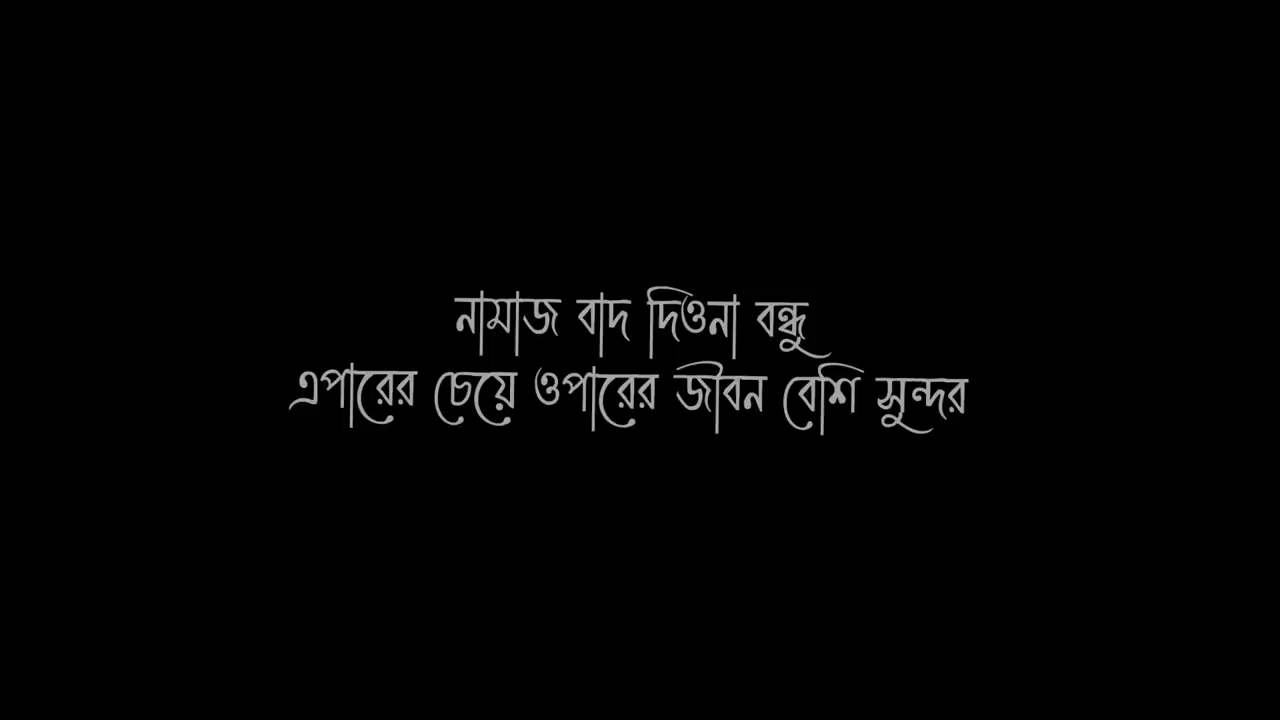 নামাজ বাদ দিওনা বন্ধু
এপারের চেয়ে ওপারের জীবন বেশি সুন্দর